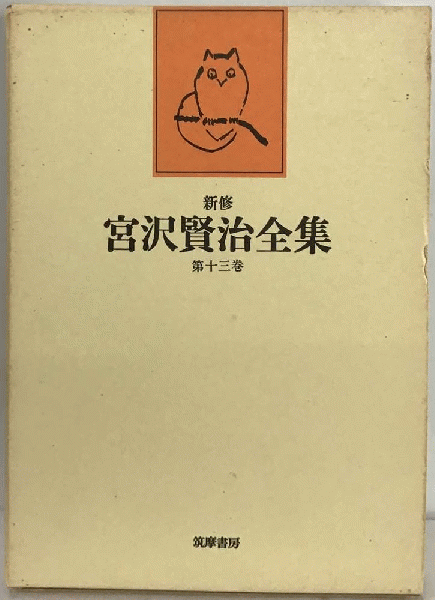 新修
宮沢賢治全集
第十三巻
筑摩書房